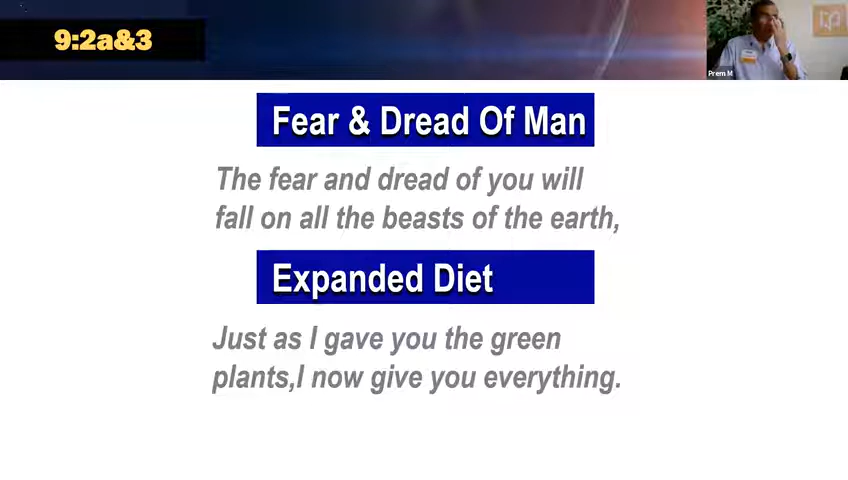 9:2a&3
Prem M
Fear & Dread Of Man
The fear and dread of you will
fall on all the beasts of the earth,
Expanded Diet
Just as I gave you the green
plants,I now give you everything.